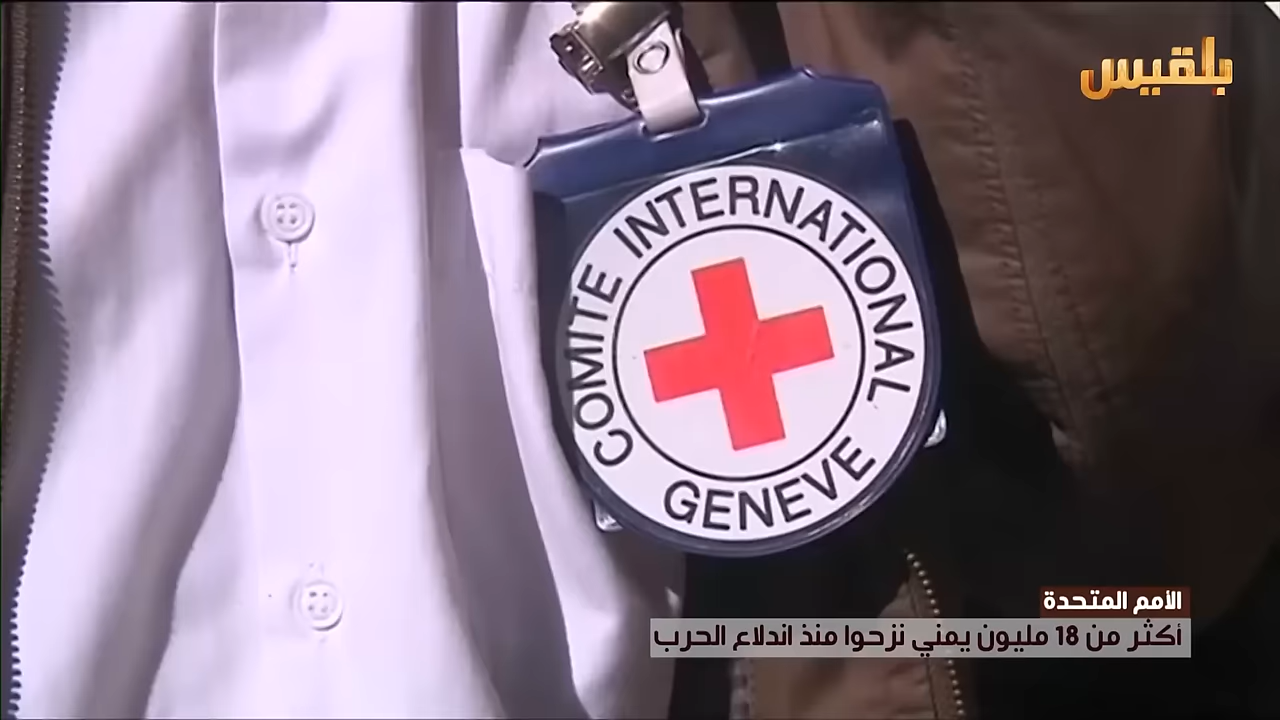 بلقيس
COMITE INTERNATIONAL
GENEVE
الأمم المتحدة
أكثر من 18 مليون يمني نزحوا منذ اندلاع الحرب